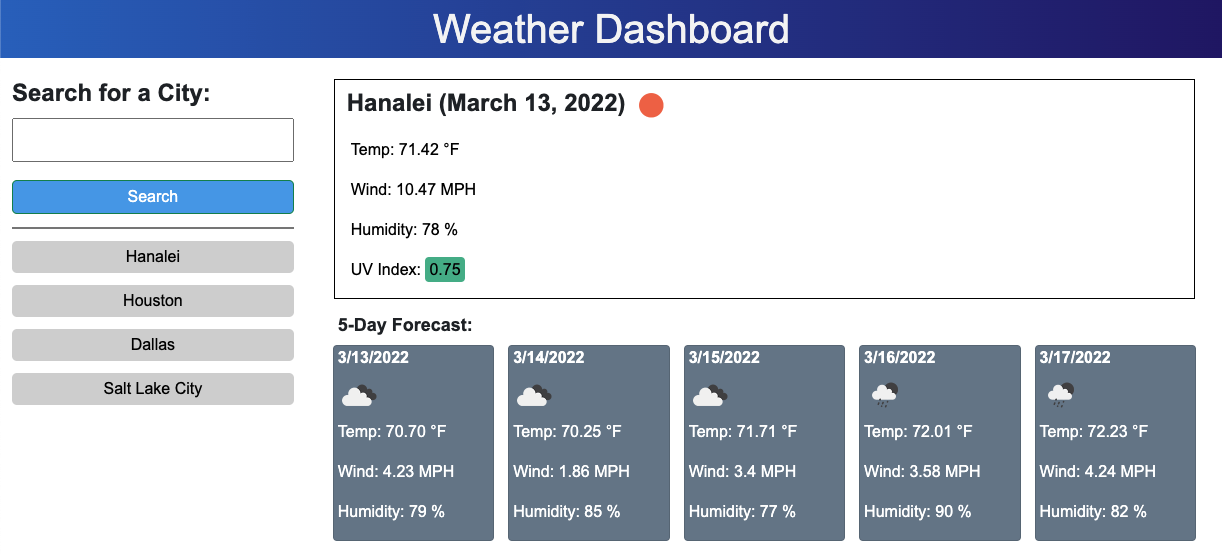 Weather Dashboard
Search for a City:
Search
Hanalei
Houston
Dallas
Salt Lake City
Hanalei (March 13, 2022)
Temp: 71.42 °F
Wind: 10.47 MPH
Humidity: 78 %
UV Index: 0.75
5-Day Forecast:
3/13/2022
Temp: 70.70 °F
Wind: 4.23 MPH
Humidity: 79 %
3/14/2022
Temp: 70.25 °F
Wind: 1.86 MPH
Humidity: 85 %
3/15/2022
Temp: 71.71 °F
Wind: 3.4 MPH
Humidity: 77 %
3/16/2022
Temp: 72.01 °F
Wind: 3.58 MPH
Humidity: 90 %
3/17/2022
Temp: 72.23 °F
Wind: 4.24 MPH
Humidity: 82 %